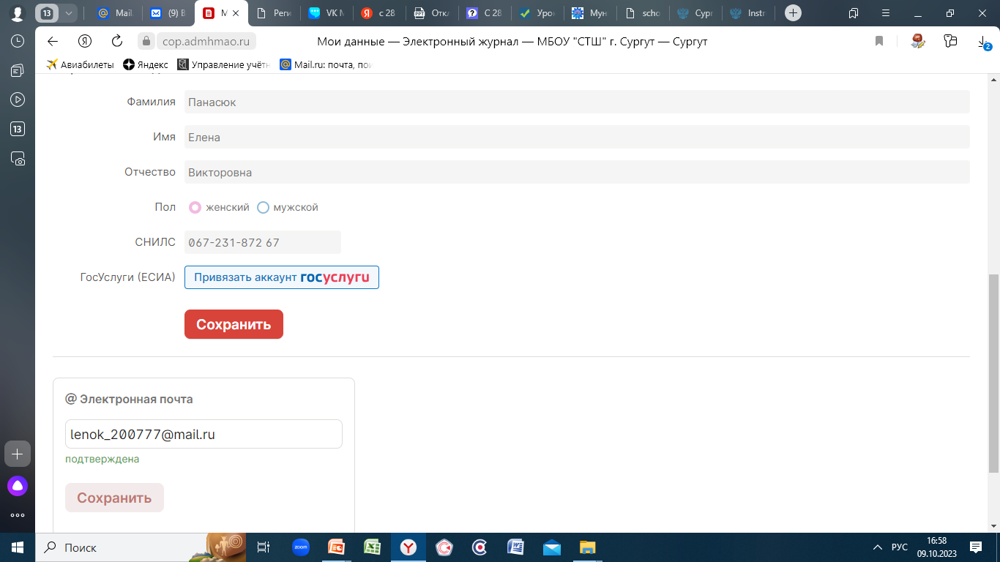 13
Mail.
(9) В
М
Реги
VK М
с 28
Откл
С 28
Урок
Мун
scho
Сург
Instr
cop.admhmao.ru
Мои данные — Электронный журнал — МБОУ "СТШ" г. Сургут — Сургут
2
Авиабилеты
Яндекс
Управление учётн
Mail.ru: почта, пои
13
Фамилия
Панасюк
Имя
Елена
Отчество
Викторовна
Пол
женский
мужской
СНИЛС
067-231-872 67
ГосУслуги (ЕСИА)
Привязать аккаунт госуслуги
Сохранить
@ Электронная почта
lenok_200777@mail.ru
подтверждена
Сохранить
Поиск
zoom
РУС
16:58
09.10.2023